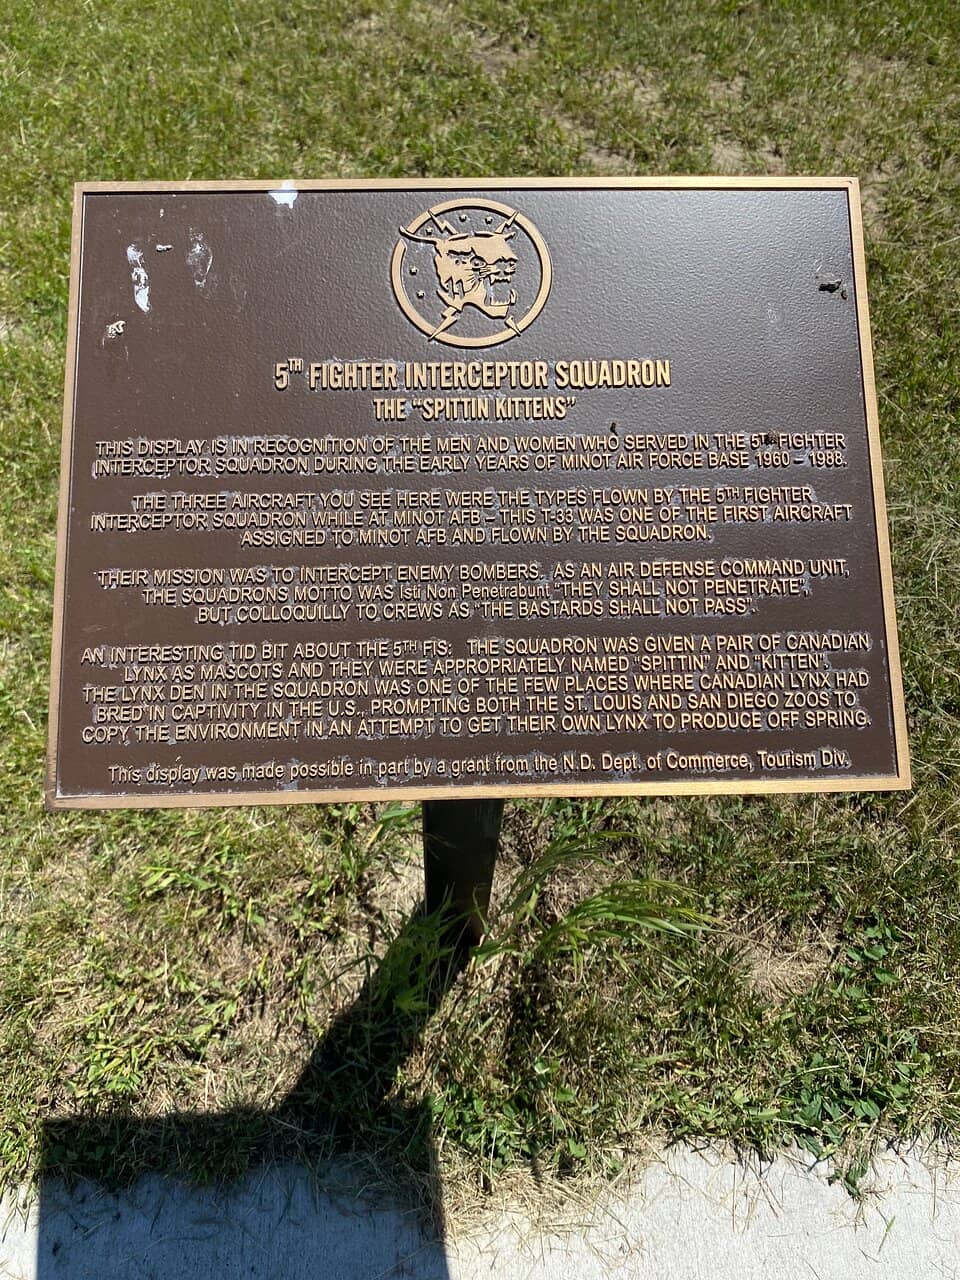 5TH FIGHTER INTERCEPTOR SQUADRON
THE "SPITTIN KITTENS"
THIS DISPLAY IS IN RECOGNITION OF THE MEN AND WOMEN WHO SERVED IN THE 5TH FIGHTER
INTERCEPTOR SQUADRON DURING THE EARLY YEARS OF MINOT AIR FORCE BASE 1960 – 1988.
THE THREE AIRCRAFT YOU SEE HERE WERE THE TYPES FLOWN BY THE 5TH FIGHTER
INTERCEPTOR SQUADRON WHILE AT MINOT AFB – THIS T-33 WAS ONE OF THE FIRST AIRCRAFT
ASSIGNED TO MINOT AFB AND FLOWN BY THE SQUADRON.
THEIR MISSION WAS TO INTERCEPT ENEMY BOMBERS. AS AN AIR DEFENSE COMMAND UNIT,
THE SQUADRONS MOTTO WAS Isti Non Penetrabunt "THEY SHALL NOT PENETRATE",
BUT COLLOQUILLY TO CREWS AS "THE BASTARDS SHALL NOT PASS".
AN INTERESTING TID BIT ABOUT THE 5TH FIS: THE SQUADRON WAS GIVEN A PAIR OF CANADIAN
LYNX AS MASCOTS AND THEY WERE APPROPRIATELY NAMED "SPITTIN" AND "KITTEN".
THE LYNX DEN IN THE SQUADRON WAS ONE OF THE FEW PLACES WHERE CANADIAN LYNX HAD
BRED IN CAPTIVITY IN THE U.S., PROMPTING BOTH THE ST. LOUIS AND SAN DIEGO ZOOS TO
COPY THE ENVIRONMENT IN AN ATTEMPT TO GET THEIR OWN LYNX TO PRODUCE OFF SPRING.
This display was made possible in part by a grant from the N.D. Dept. of Commerce, Tourism Div.